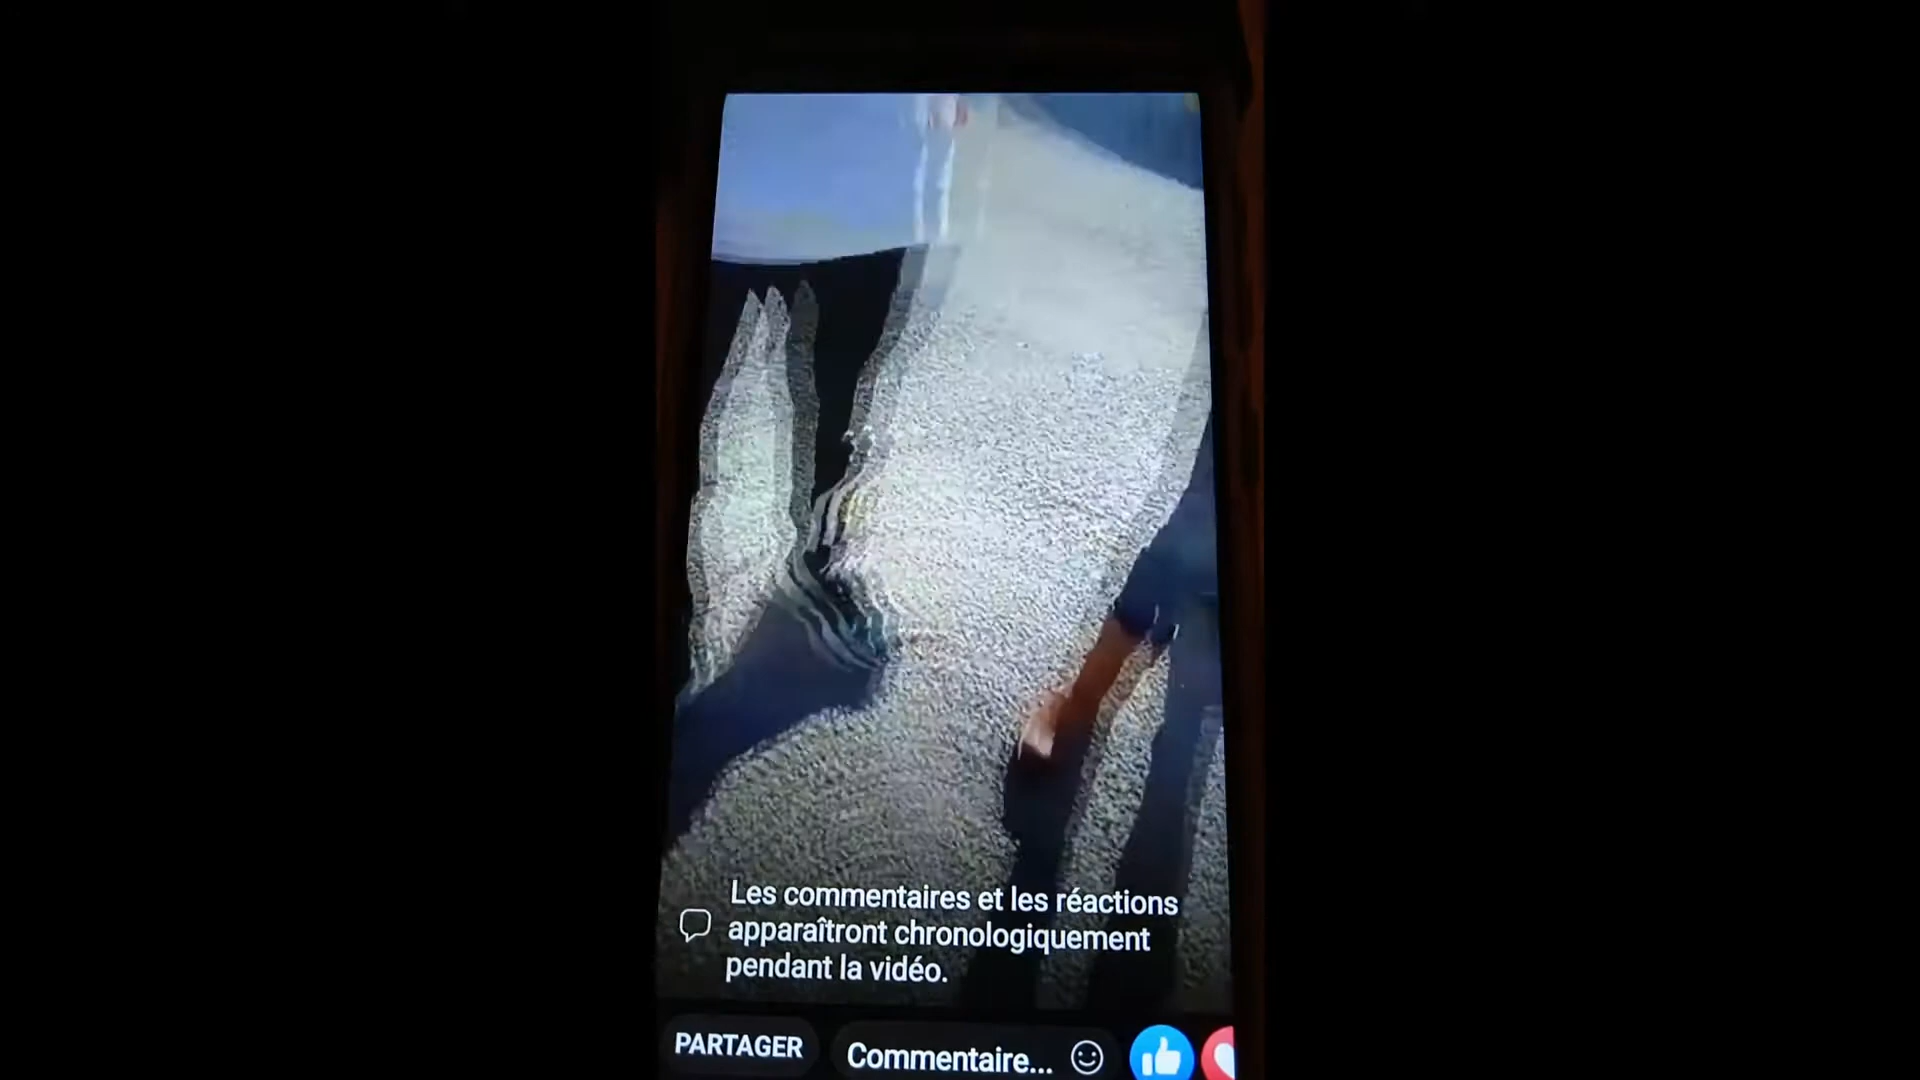 Les commentaires et les réactions
apparaîtront chronologiquement
pendant la vidéo.
PARTAGER
Commentaire...